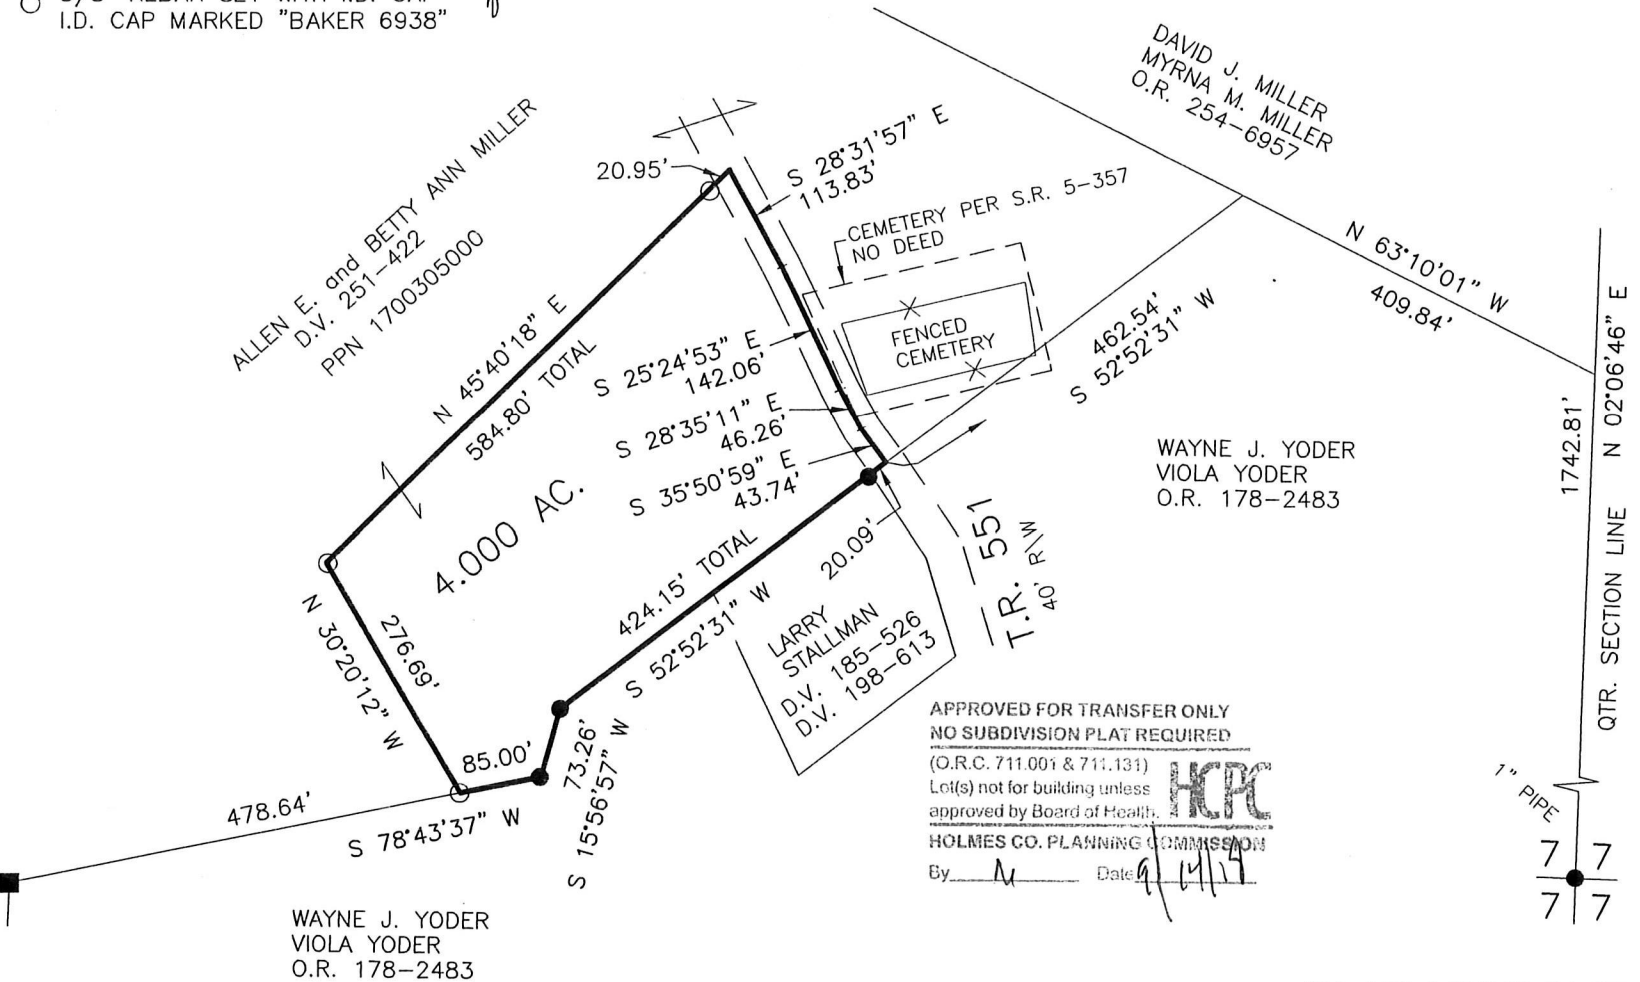 I.D. CAP MARKED "BAKER 6938"
DAVID J. MILLER
MYRNA M. MILLER
O.R. 254-6957
ALLEN E. and BETTY ANN MILLER
D.V. 251-422
PPN 1700305000
20.95'
S 28°31'57" E
113.83'
CEMETERY PER S.R. 5-357
NO DEED
FENCED
CEMETERY
N 63°10'01" W
409.84'
462.54'
S 52°52'31" W
N 45°40'18" E
584.80' TOTAL
S 25°24'53" E
142.06'
S 28°35'11" E
46.26'
S 35°50'59" E
43.74'
4.000 AC.
424.15' TOTAL
S 52°52'31" W
20.09'
T.R. 551
40' R/W
WAYNE J. YODER
VIOLA YODER
O.R. 178-2483
1742.81'
QTR. SECTION LINE N 02°06'46" E
LARRY
STALLMAN
D.V. 185-526
D.V. 198-613
276.69'
N 30°20'12" W
85.00'
73.26'
S 15°56'57" W
478.64'
S 78°43'37" W
APPROVED FOR TRANSFER ONLY
NO SUBDIVISION PLAT REQUIRED
(O.R.C. 711.001 & 711.131)
Lot(s) not for building unless
approved by Board of Health.
HCPC
HOLMES CO. PLANNING COMMISSION
By Date
1" PIPE
7 7
7 7
WAYNE J. YODER
VIOLA YODER
O.R. 178-2483